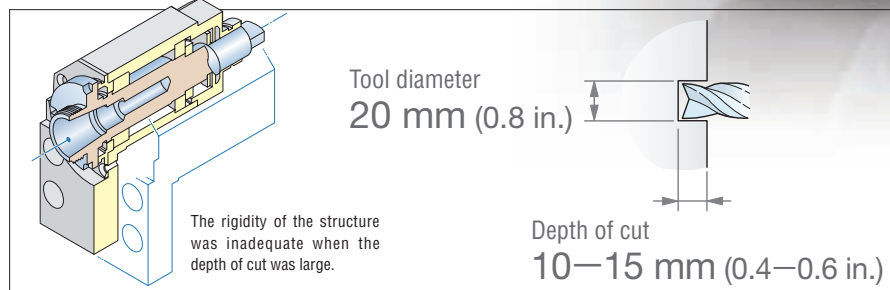 Tool diameter
20 mm (0.8 in.)
The rigidity of the structure
was inadequate when the
depth of cut was large.
Depth of cut
10—15 mm (0.4—0.6 in.)